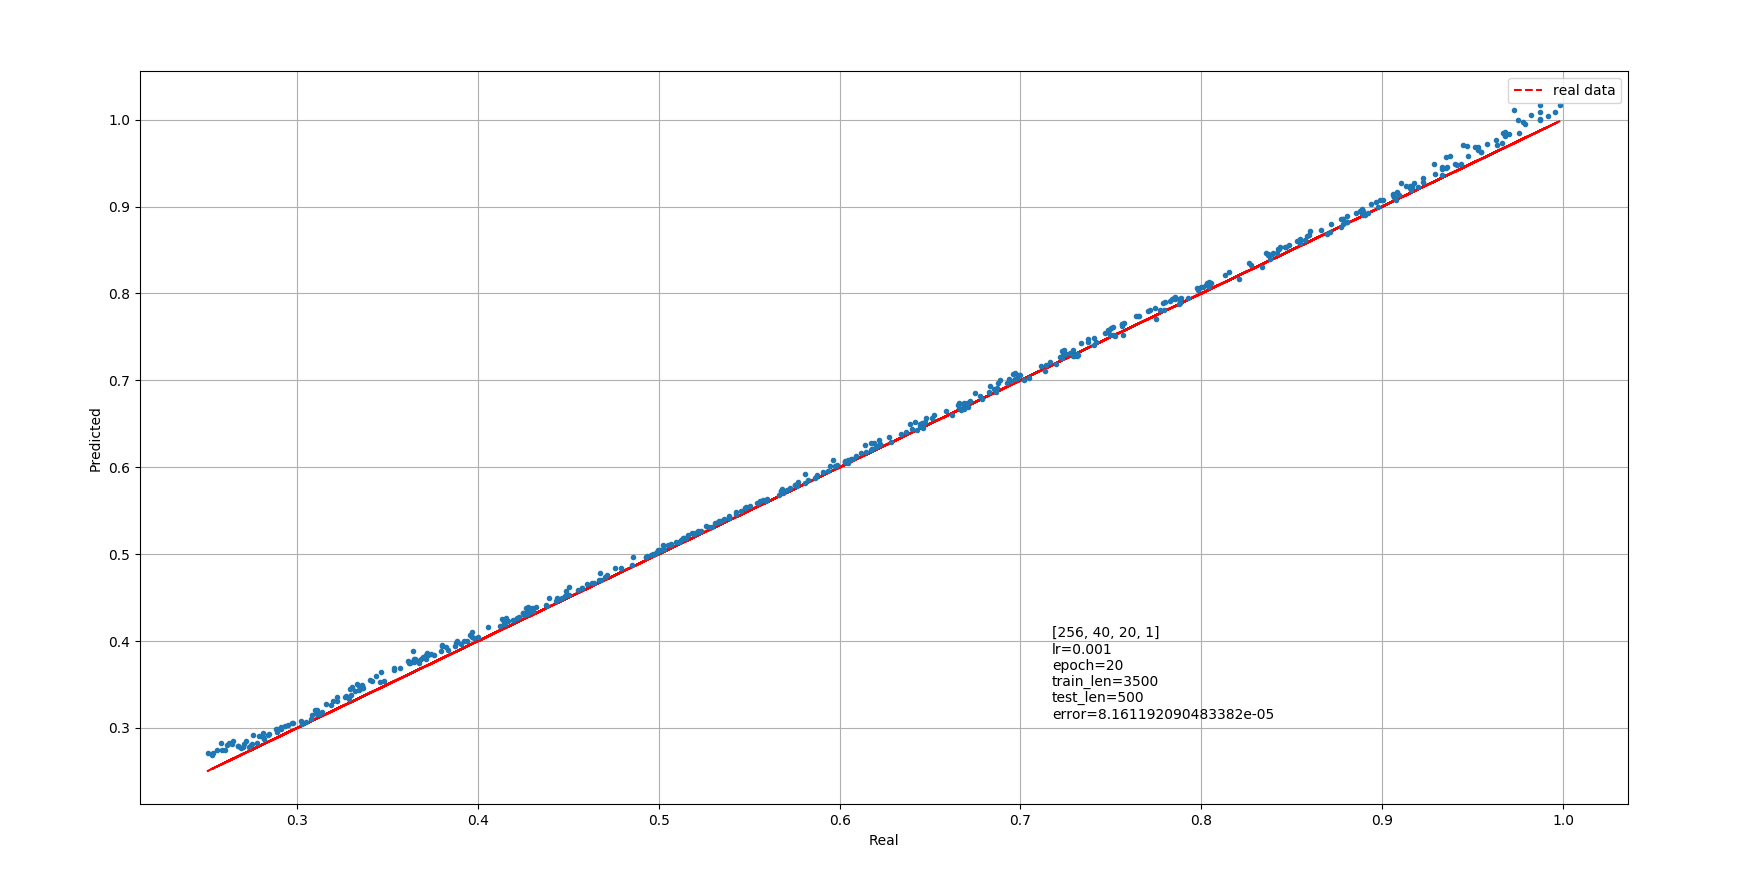 real data
1.0
0.9
0.8
0.7
0.6
0.5
0.4
0.3
Predicted
[256, 40, 20, 1]
lr=0.001
epoch=20
train_len=3500
test_len=500
error=8.161192090483382e-05
0.3 0.4 0.5 0.6 0.7 0.8 0.9 1.0
Real